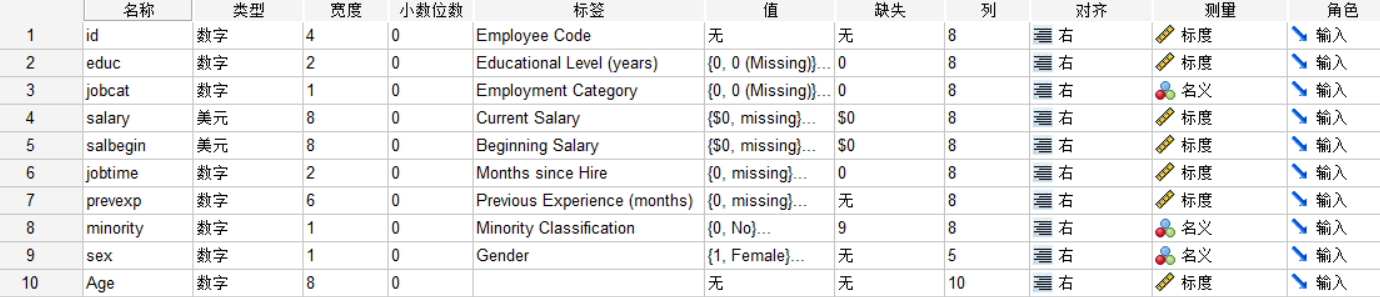 名称 类型 宽度 小数位数 标签 值 缺失 列 对齐 测量 角色
1 id 数字 4 0 Employee Code 无 无 8 右 标度 输入
2 educ 数字 2 0 Educational Level (years) {0, 0 (Missing)}... 0 8 右 标度 输入
3 jobcat 数字 1 0 Employment Category {0, 0 (Missing)}... 0 8 右 名义 输入
4 salary 美元 8 0 Current Salary {$0, missing}... $0 8 右 标度 输入
5 salbegin 美元 8 0 Beginning Salary {$0, missing}... $0 8 右 标度 输入
6 jobtime 数字 2 0 Months since Hire {0, missing}... 0 8 右 标度 输入
7 prevexp 数字 6 0 Previous Experience (months) {0, missing}... 无 8 右 标度 输入
8 minority 数字 1 0 Minority Classification {0, No}... 9 8 右 名义 输入
9 sex 数字 1 0 Gender {1, Female}... 无 5 右 名义 输入
10 Age 数字 8 0 无 无 10 右 标度 输入